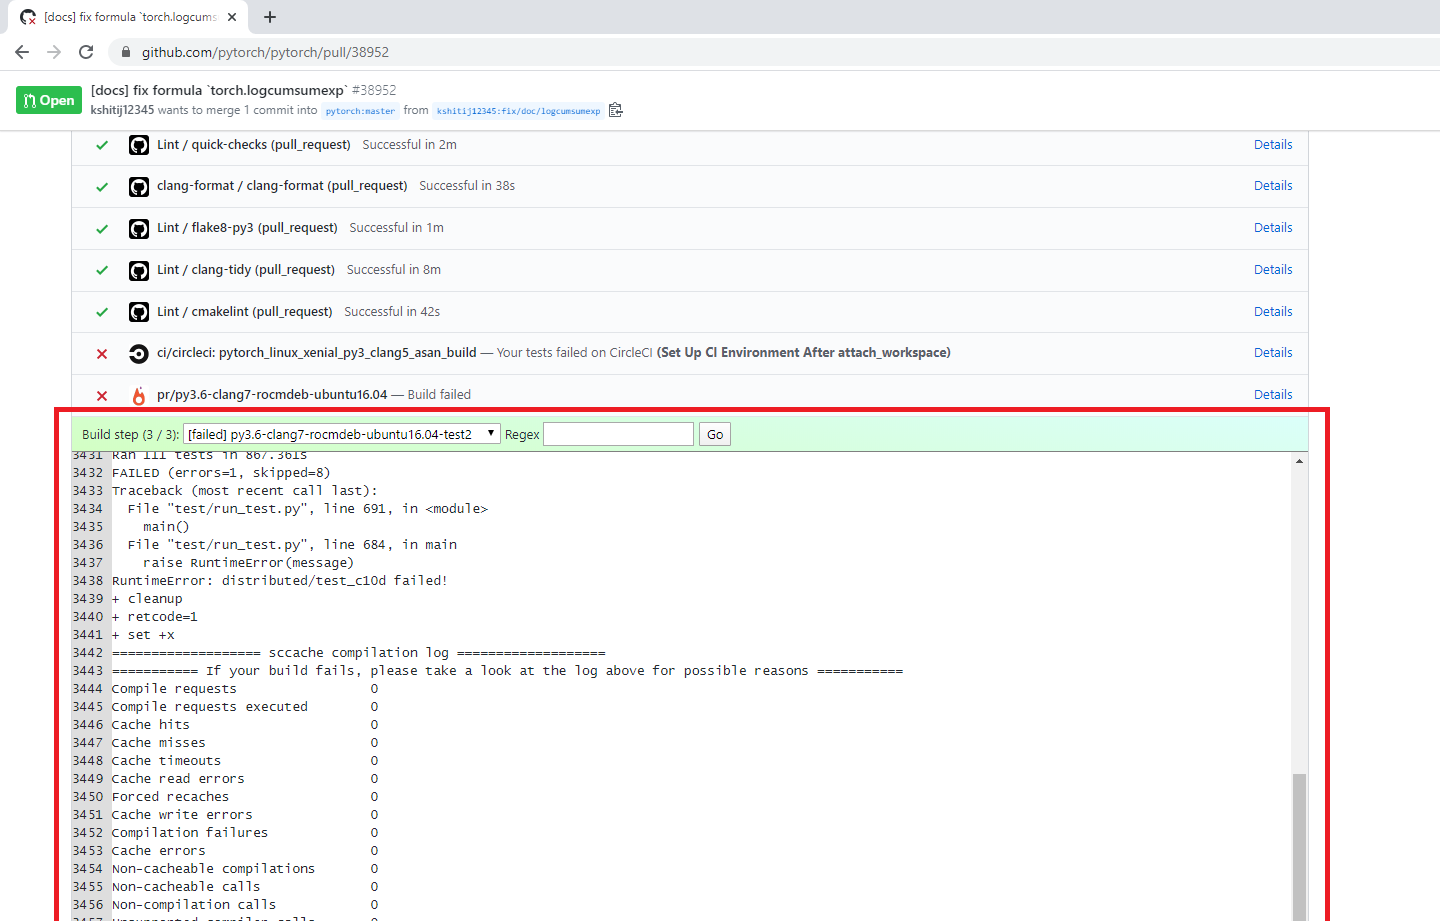 [docs] fix formula `torch.logcums
github.com/pytorch/pytorch/pull/38952
Open
[docs] fix formula `torch.logcumsumexp` #38952
kshitij12345 wants to merge 1 commit into pytorch:master from kshitij12345:fix/doc/logcumsumexp
Lint / quick-checks (pull_request) Successful in 2m Details
clang-format / clang-format (pull_request) Successful in 38s Details
Lint / flake8-py3 (pull_request) Successful in 1m Details
Lint / clang-tidy (pull_request) Successful in 8m Details
Lint / cmakelint (pull_request) Successful in 42s Details
ci/circleci: pytorch_linux_xenial_py3_clang5_asan_build — Your tests failed on CircleCI (Set Up CI Environment After attach_workspace) Details
pr/py3.6-clang7-rocmdeb-ubuntu16.04 — Build failed Details
Build step (3 / 3): [failed] py3.6-clang7-rocmdeb-ubuntu16.04-test2 Regex Go
3431 Ran 111 tests in 867.361s
3432 FAILED (errors=1, skipped=8)
3433 Traceback (most recent call last):
3434 File "test/run_test.py", line 691, in <module>
3435 main()
3436 File "test/run_test.py", line 684, in main
3437 raise RuntimeError(message)
3438 RuntimeError: distributed/test_c10d failed!
3439 + cleanup
3440 + retcode=1
3441 + set +x
3442 =================== sccache compilation log ===================
3443 =========== If your build fails, please take a look at the log above for possible reasons ===========
3444 Compile requests 0
3445 Compile requests executed 0
3446 Cache hits 0
3447 Cache misses 0
3448 Cache timeouts 0
3449 Cache read errors 0
3450 Forced recaches 0
3451 Cache write errors 0
3452 Compilation failures 0
3453 Cache errors 0
3454 Non-cacheable compilations 0
3455 Non-cacheable calls 0
3456 Non-compilation calls 0